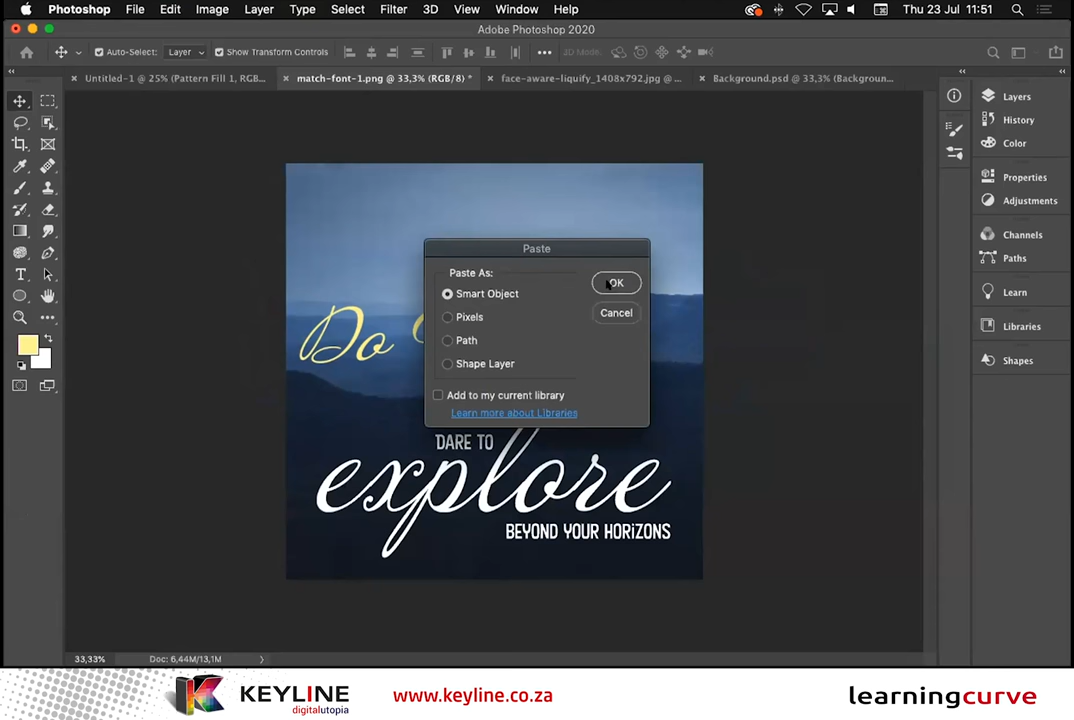 Photoshop File Edit Image Layer Type Select Filter 3D View Window Help Thu 23 Jul 11:51
Adobe Photoshop 2020
Auto-Select: Layer Show Transform Controls 3D Mode:
Untitled-1 @ 25% (Pattern Fill 1, RGB... match-font-1.png @ 33,3% (RGB/8) * face-aware-liquify_1408x792.jpg @ ... Background.psd @ 33,3% (Backgroun...
Layers
History
Color
Properties
Adjustments
Channels
Paths
Learn
Libraries
Shapes
Paste
Paste As:
Smart Object
Pixels
Path
Shape Layer
OK
Cancel
Add to my current library
Learn more about Libraries
Do
DARE TO
explore
BEYOND YOUR HORiZONS
33,33% Doc: 6,44M/13,1M
KEYLINE
digitalutopia
www.keyline.co.za
learningcurve